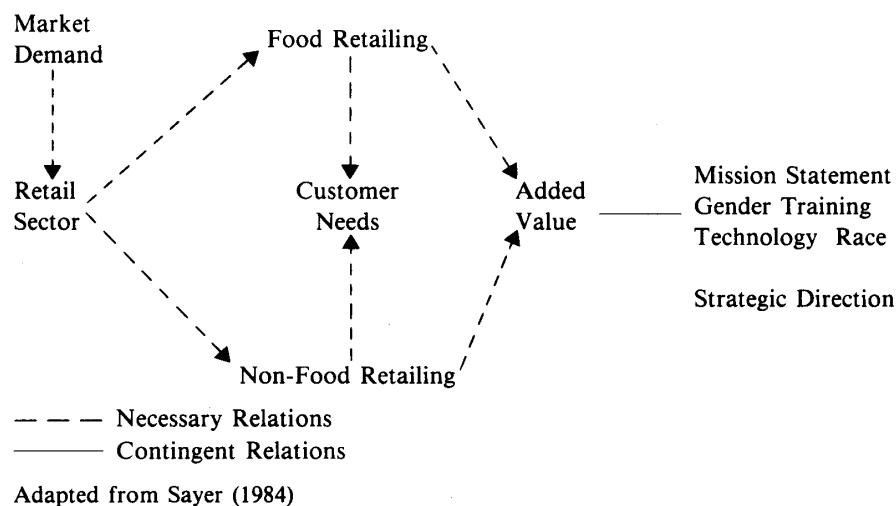 Market
Demand
Food Retailing
Retail
Sector
Customer
Needs
Added
Value
Mission Statement
Gender Training
Technology Race
Strategic Direction
Non-Food Retailing
Necessary Relations
Contingent Relations
Adapted from Sayer (1984)